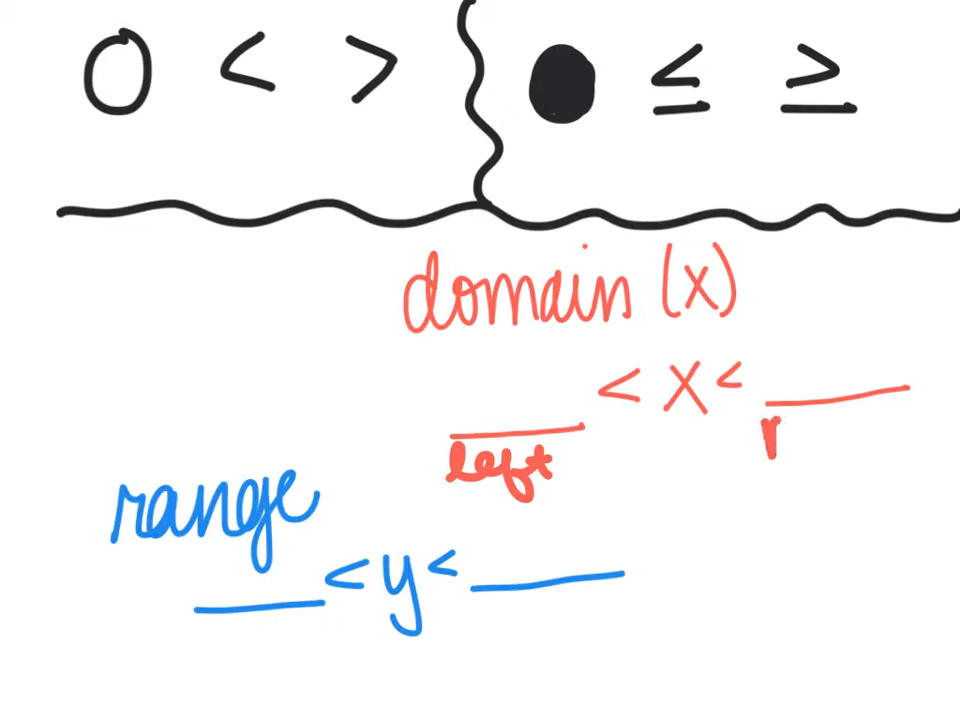 O < > ● ≤ ≥
domain (x)
___ < x < ___
left r
range
___ < y < ___